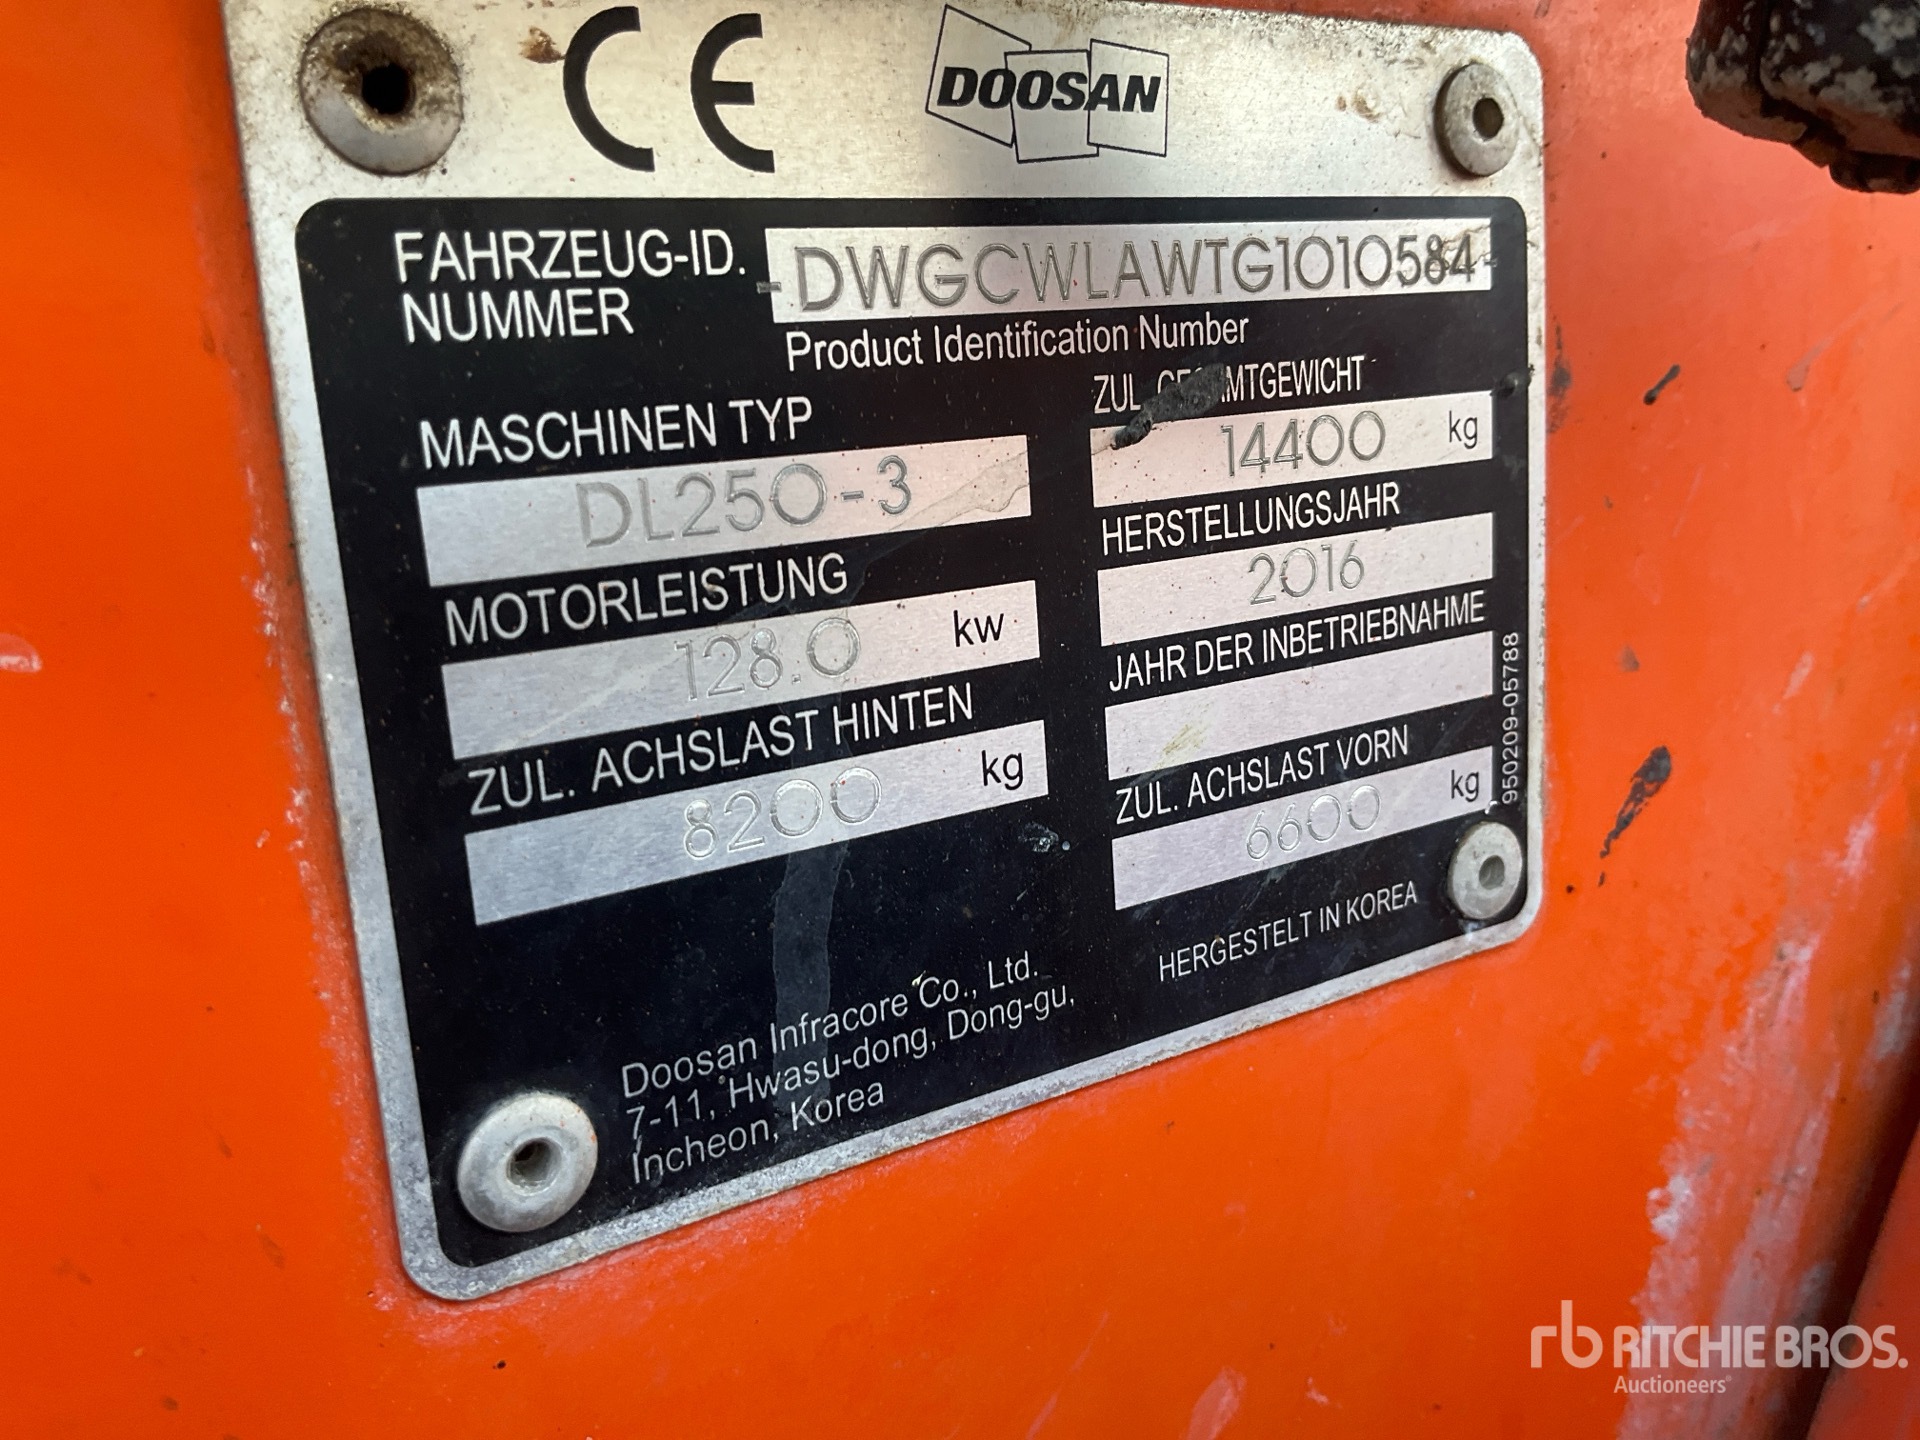 CE
DOOSAN
FAHRZEUG-ID.
NUMMER
-DWGCWLAWTG1010584-
Product Identification Number
MASCHINEN TYP
DL250-3
ZUL. GESAMTGEWICHT
14400 kg
MOTORLEISTUNG
128.0 kw
HERSTELLUNGSJAHR
2016
JAHR DER INBETRIEBNAHME
ZUL. ACHSLAST HINTEN
8200 kg
ZUL. ACHSLAST VORN
6600 kg
950209-05788
HERGESTELT IN KOREA
Doosan Infracore Co., Ltd.
7-11, Hwasu-dong, Dong-gu,
Incheon, Korea
rb RITCHIE BROS.
Auctioneers